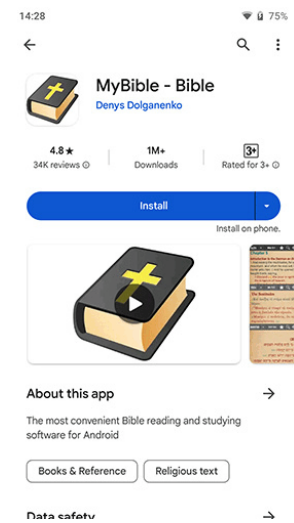 14:28
75%
MyBible - Bible
Denys Dolganenko
4.8★
34K reviews
1M+
Downloads
3+
Rated for 3+
Install
Install on phone.
About this app
The most convenient Bible reading and studying
software for Android
Books & Reference
Religious text
Data safety